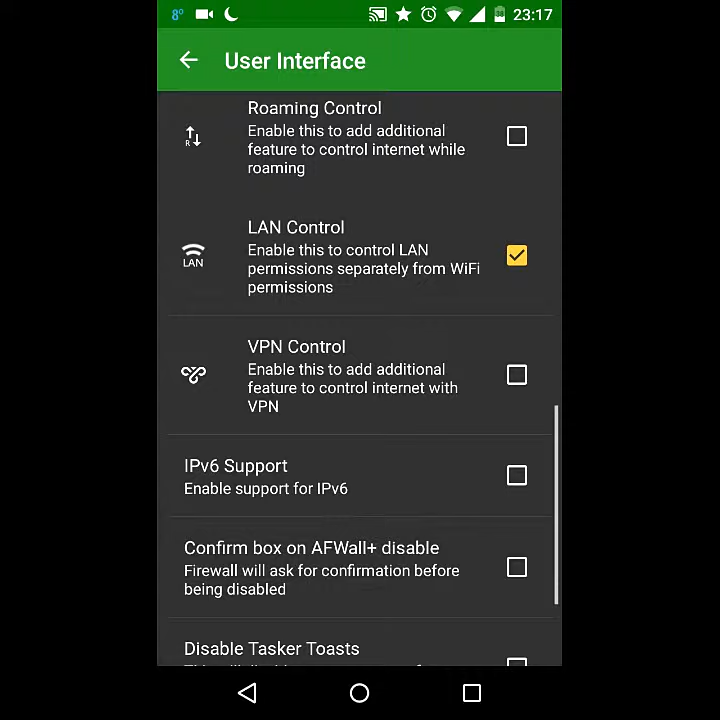 8°
23:17
User Interface
Roaming Control
Enable this to add additional
feature to control internet while
roaming
R
LAN Control
Enable this to control LAN
permissions separately from WiFi
permissions
LAN
VPN Control
Enable this to add additional
feature to control internet with
VPN
IPv6 Support
Enable support for IPv6
Confirm box on AFWall+ disable
Firewall will ask for confirmation before
being disabled
Disable Tasker Toasts